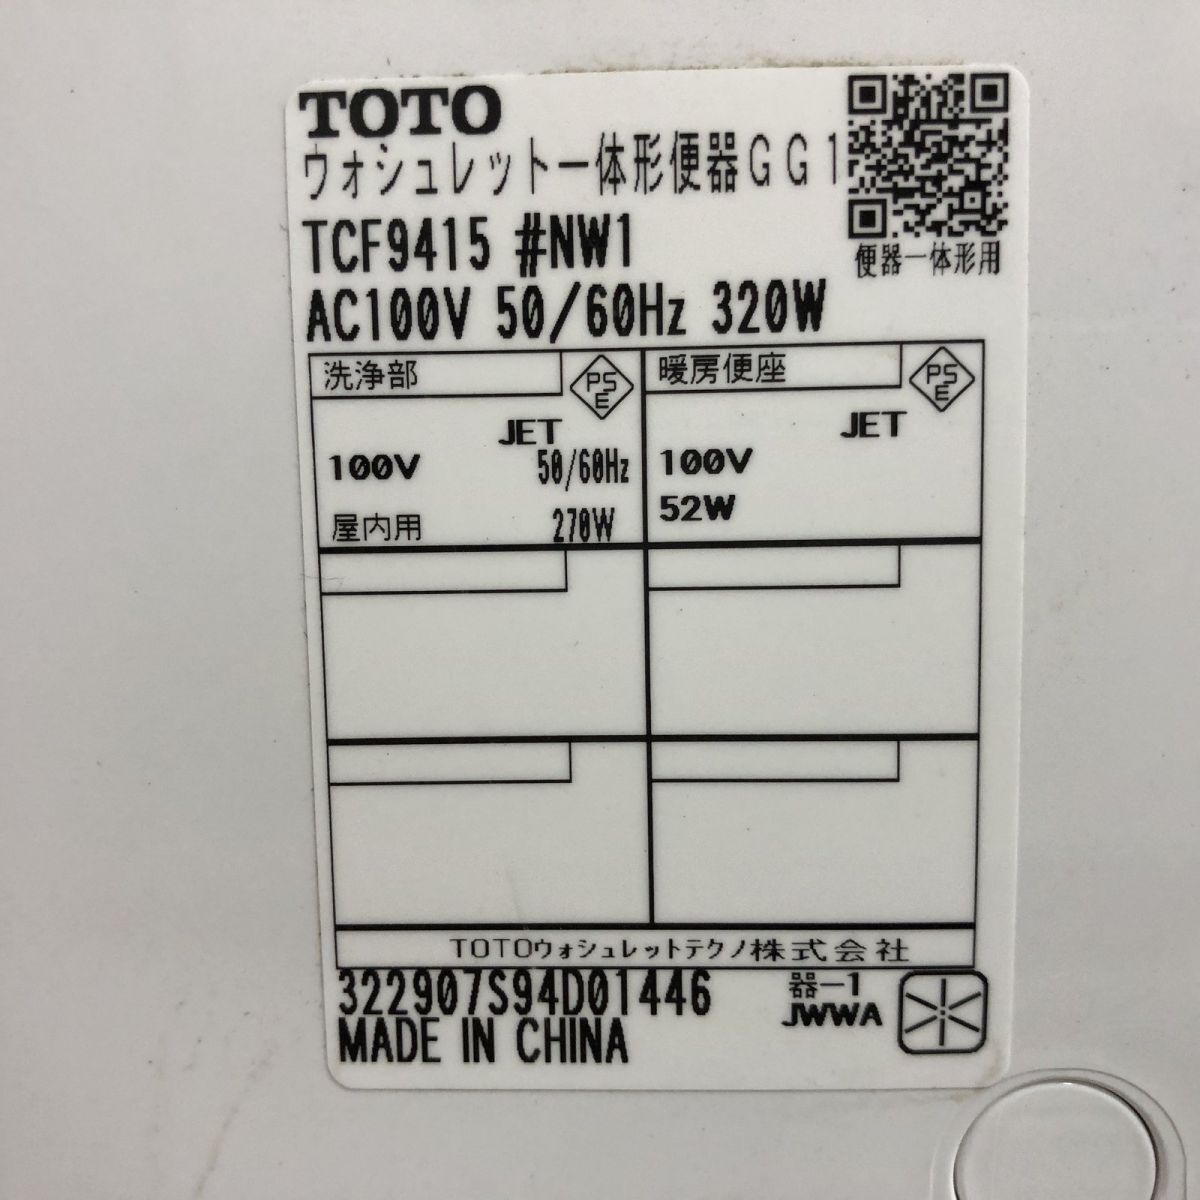 TOTO
ウォシュレット一体形便器GG1
TCF9415 #NW1
便器一体形用
AC100V 50/60Hz 320W
洗浄部
PSE
JET
100V 50/60Hz
屋内用 270W
暖房便座
PSE
JET
100V
52W
TOTOウォシュレットテクノ株式会社
322907S94D01446
器-1
JWWA
MADE IN CHINA